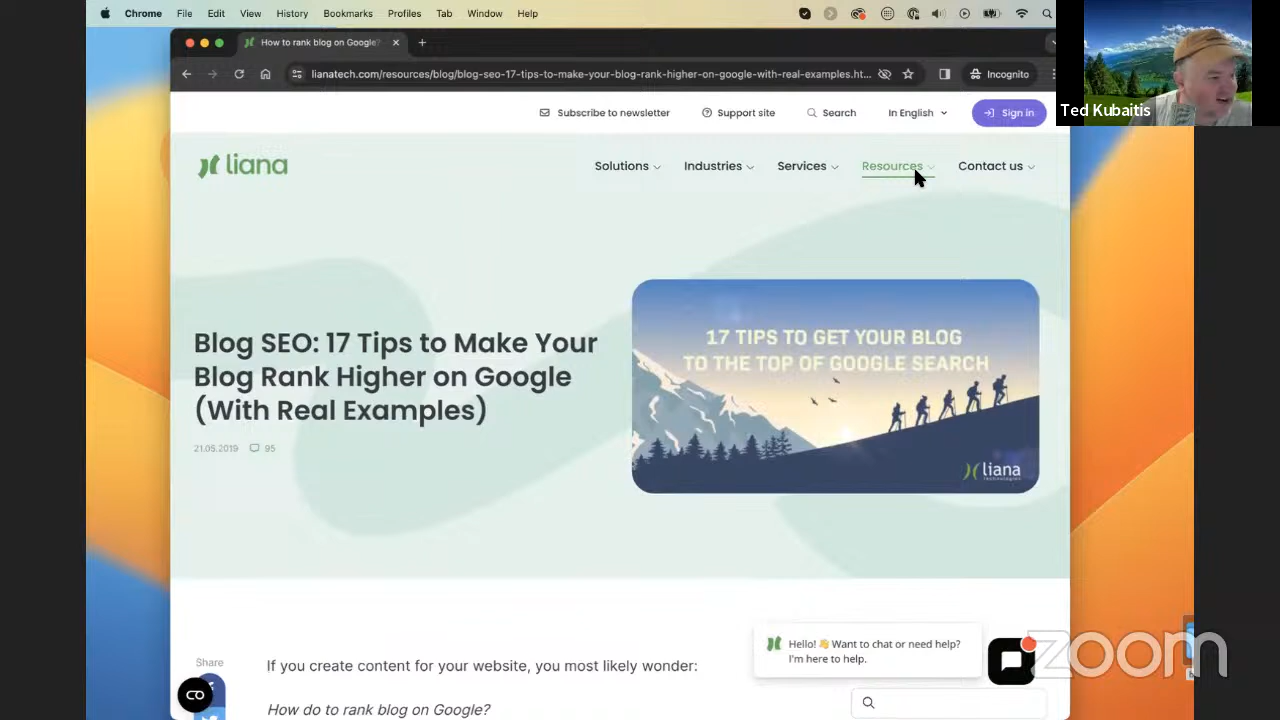 Chrome File Edit View History Bookmarks Profiles Tab Window Help
How to rank blog on Google?
lianatech.com/resources/blog/blog-seo-17-tips-to-make-your-blog-rank-higher-on-google-with-real-examples.ht...
Incognito
Ted Kubaitis
Subscribe to newsletter Support site Search In English Sign in
liana Solutions Industries Services Resources Contact us
Blog SEO: 17 Tips to Make Your
Blog Rank Higher on Google
(With Real Examples)
21.05.2019 95
17 TIPS TO GET YOUR BLOG
TO THE TOP OF GOOGLE SEARCH
liana
Share
If you create content for your website, you most likely wonder:
How do to rank blog on Google?
Hello! 👋 Want to chat or need help?
I'm here to help.
zoom